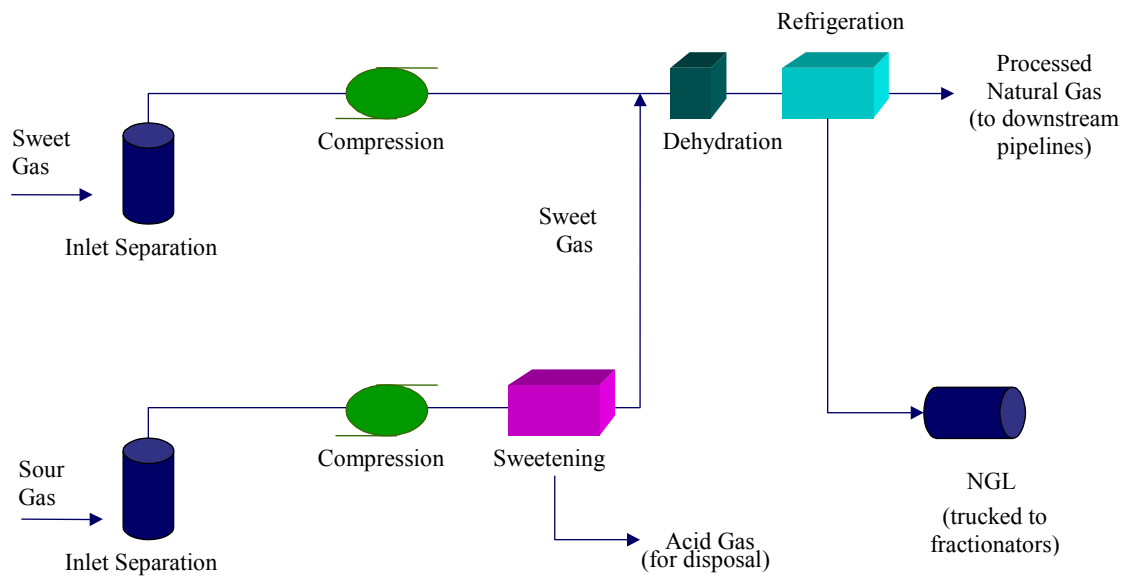 Refrigeration
Processed
Natural Gas
(to downstream
pipelines)
Sweet
Gas
Compression
Dehydration
Inlet Separation
Sweet
Gas
Sour
Gas
Compression
Sweetening
NGL
(trucked to
fractionators)
Inlet Separation
Acid Gas
(for disposal)